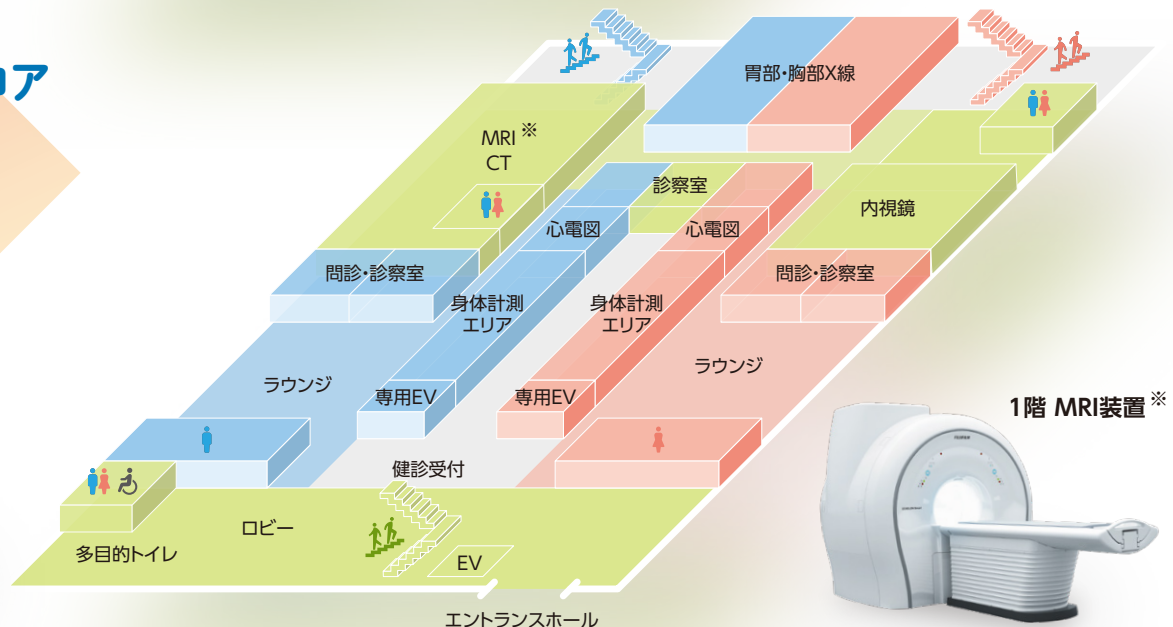 ロア
胃部・胸部X線
MRI※
CT
診察室
内視鏡
心電図
心電図
問診・診察室
問診・診察室
身体計測
エリア
身体計測
エリア
ラウンジ
ラウンジ
専用EV
専用EV
1階 MRI装置※
健診受付
ロビー
多目的トイレ
EV
エントランスホール